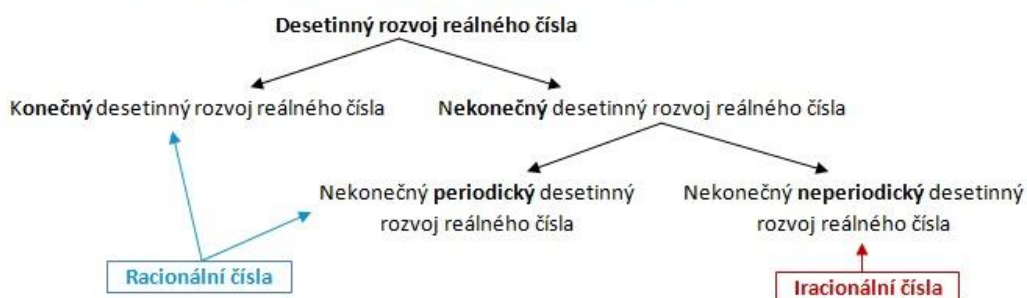 Desetinný rozvoj reálného čísla
Konečný desetinný rozvoj reálného čísla
Nekonečný desetinný rozvoj reálného čísla
Nekonečný periodický desetinný
rozvoj reálného čísla
Nekonečný neperiodický desetinný
rozvoj reálného čísla
Racionální čísla
Iracionální čísla